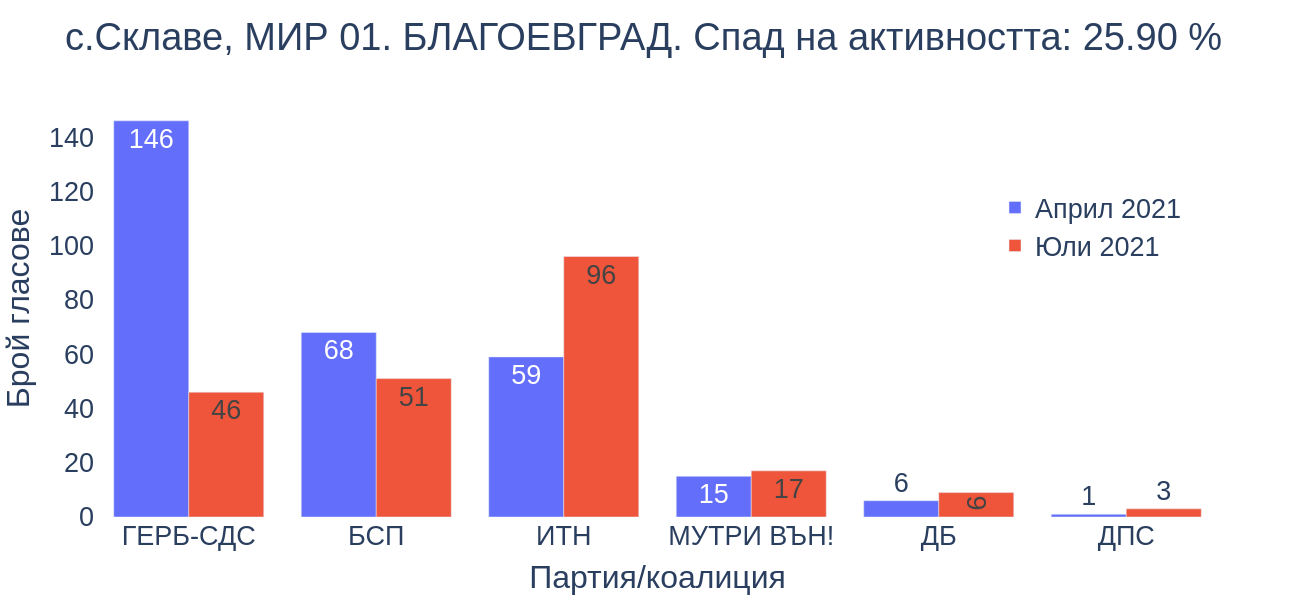 с.Склаве, МИР 01. БЛАГОЕВГРАД. Спад на активността: 25.90 %
Брой гласове
140
120
100
80
60
40
20
0
146
46
68
51
59
96
15
17
6
9
1
3
Април 2021
Юли 2021
ГЕРБ-СДС
БСП
ИТН
МУТРИ ВЪН!
ДБ
ДПС
Партия/коалиция